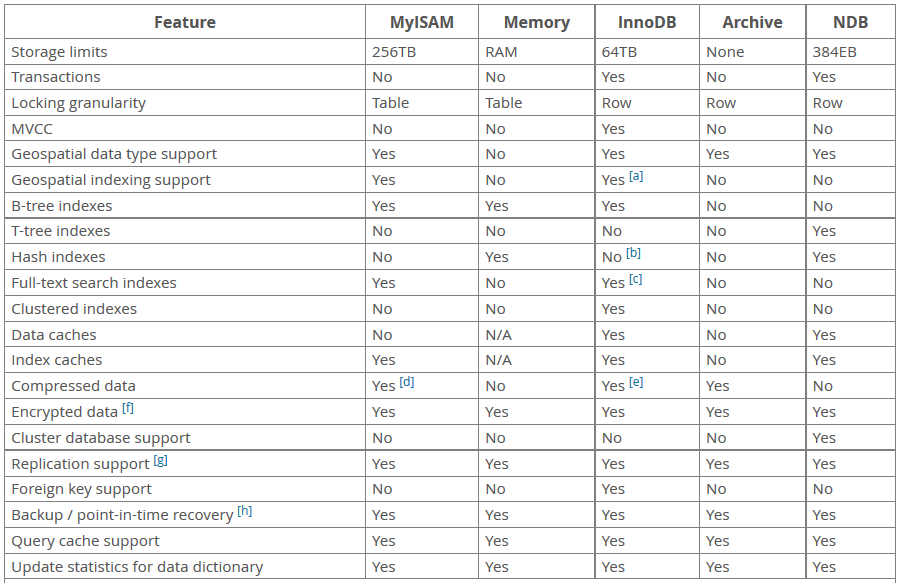 Feature MyISAM Memory InnoDB Archive NDB
Storage limits 256TB RAM 64TB None 384EB
Transactions No No Yes No Yes
Locking granularity Table Table Row Row Row
MVCC No No Yes No No
Geospatial data type support Yes No Yes Yes Yes
Geospatial indexing support Yes No Yes [a] No No
B-tree indexes Yes Yes Yes No No
T-tree indexes No No No No Yes
Hash indexes No Yes No [b] No Yes
Full-text search indexes Yes No Yes [c] No No
Clustered indexes No No Yes No No
Data caches No N/A Yes No Yes
Index caches Yes N/A Yes No Yes
Compressed data Yes [d] No Yes [e] Yes No
Encrypted data [f] Yes Yes Yes Yes Yes
Cluster database support No No No No Yes
Replication support [g] Yes Yes Yes Yes Yes
Foreign key support No No Yes No No
Backup / point-in-time recovery [h] Yes Yes Yes Yes Yes
Query cache support Yes Yes Yes Yes Yes
Update statistics for data dictionary Yes Yes Yes Yes Yes